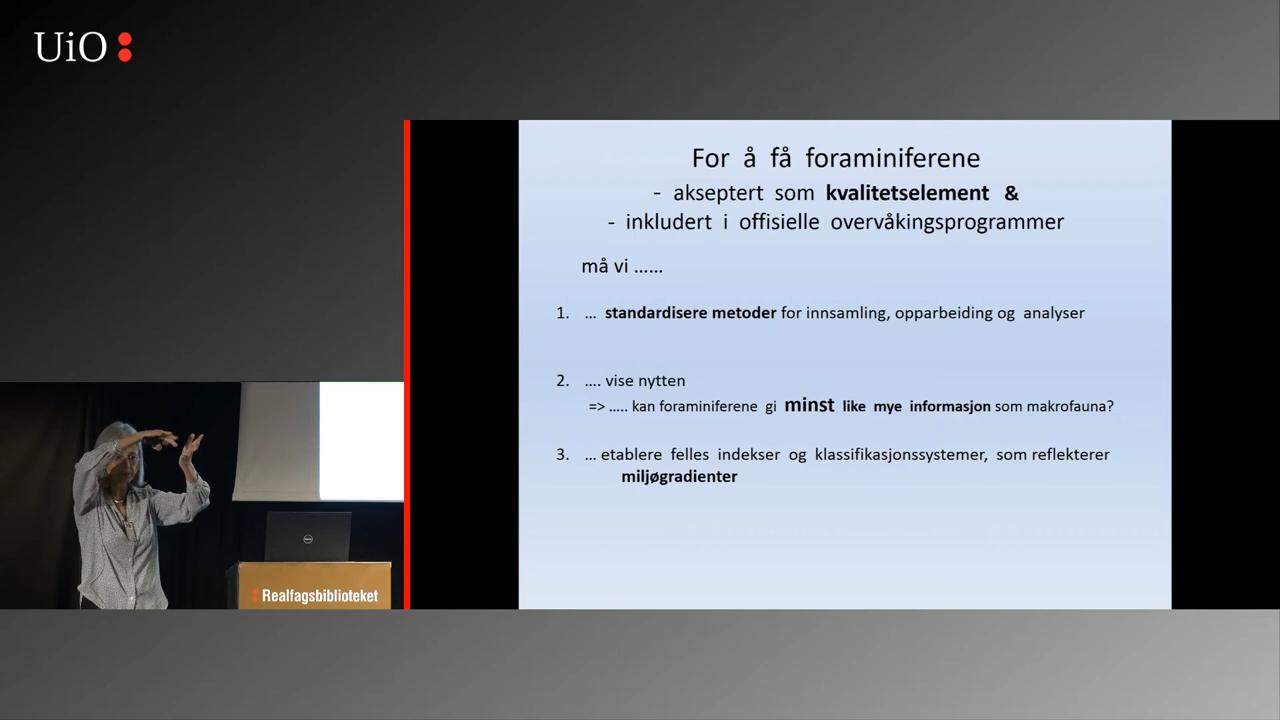 UiO
For å få foraminiferene
- akseptert som kvalitetselement &
- inkludert i offisielle overvåkingsprogrammer
må vi ……
1. … standardisere metoder for innsamling, opparbeiding og analyser
2. …. vise nytten
=> ….. kan foraminiferene gi minst like mye informasjon som makrofauna?
3. … etablere felles indekser og klassifikasjonssystemer, som reflekterer
miljøgradienter
Realfagsbiblioteket